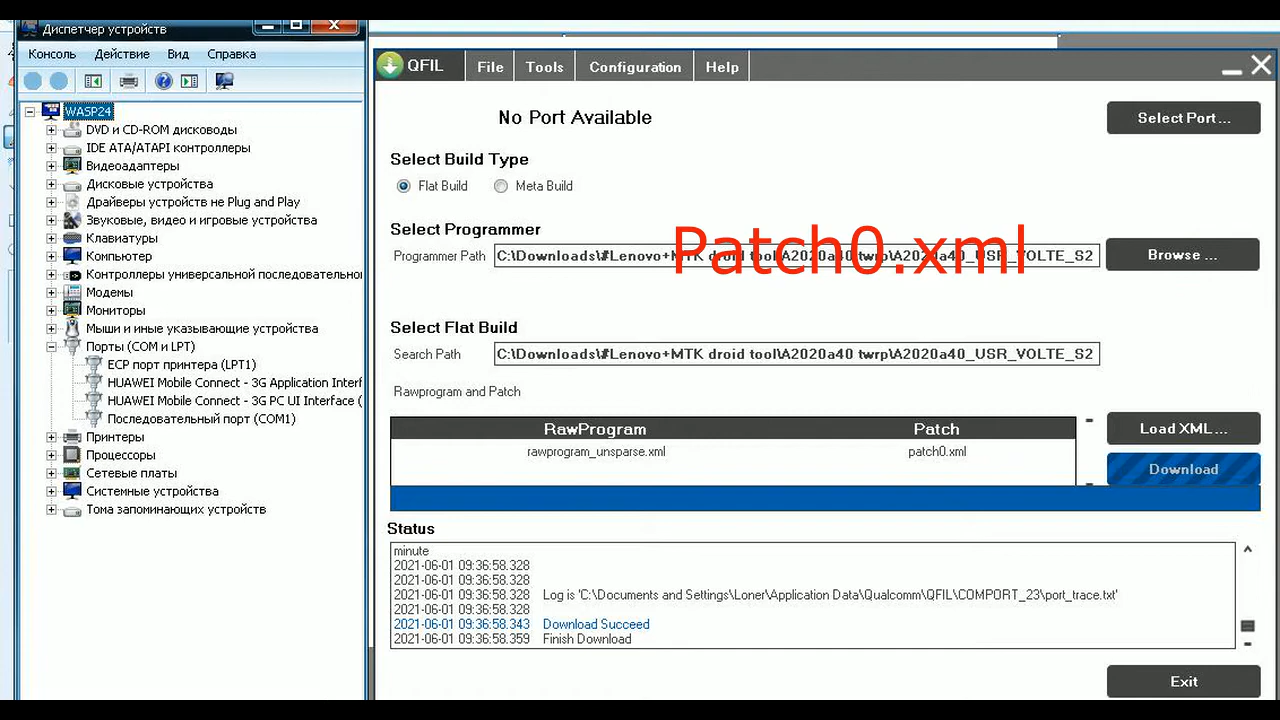 Диспетчер устройств
Консоль Действие Вид Справка
WASP24
DVD и CD-ROM дисководы
IDE ATA/ATAPI контроллеры
Видеоадаптеры
Дисковые устройства
Драйверы устройств не Plug and Play
Звуковые, видео и игровые устройства
Клавиатуры
Компьютер
Контроллеры универсальной последовательно
Модемы
Мониторы
Мыши и иные указывающие устройства
Порты (COM и LPT)
ECP порт принтера (LPT1)
HUAWEI Mobile Connect - 3G Application Interf
HUAWEI Mobile Connect - 3G PC UI Interface (
Последовательный порт (COM1)
Принтеры
Процессоры
Сетевые платы
Системные устройства
Тома запоминающих устройств
QFIL File Tools Configuration Help
No Port Available
Select Port ...
Select Build Type
Flat Build Meta Build
Select Programmer
Programmer Path C:\Downloads\#Lenovo+MTK droid tool\A2020a40 twrp\A2020a40_USR_VOLTE_S2 Browse ...
Patch0.xml
Select Flat Build
Search Path C:\Downloads\#Lenovo+MTK droid tool\A2020a40 twrp\A2020a40_USR_VOLTE_S2
Rawprogram and Patch
RawProgram Patch
Load XML ...
rawprogram_unsparse.xml patch0.xml
Download
Status
minute
2021-06-01 09:36:58.328
2021-06-01 09:36:58.328
2021-06-01 09:36:58.328 Log is 'C:\Documents and Settings\Loner\Application Data\Qualcomm\QFIL\COMPORT_23\port_trace.txt'
2021-06-01 09:36:58.328
2021-06-01 09:36:58.343 Download Succeed
2021-06-01 09:36:58.359 Finish Download
Exit